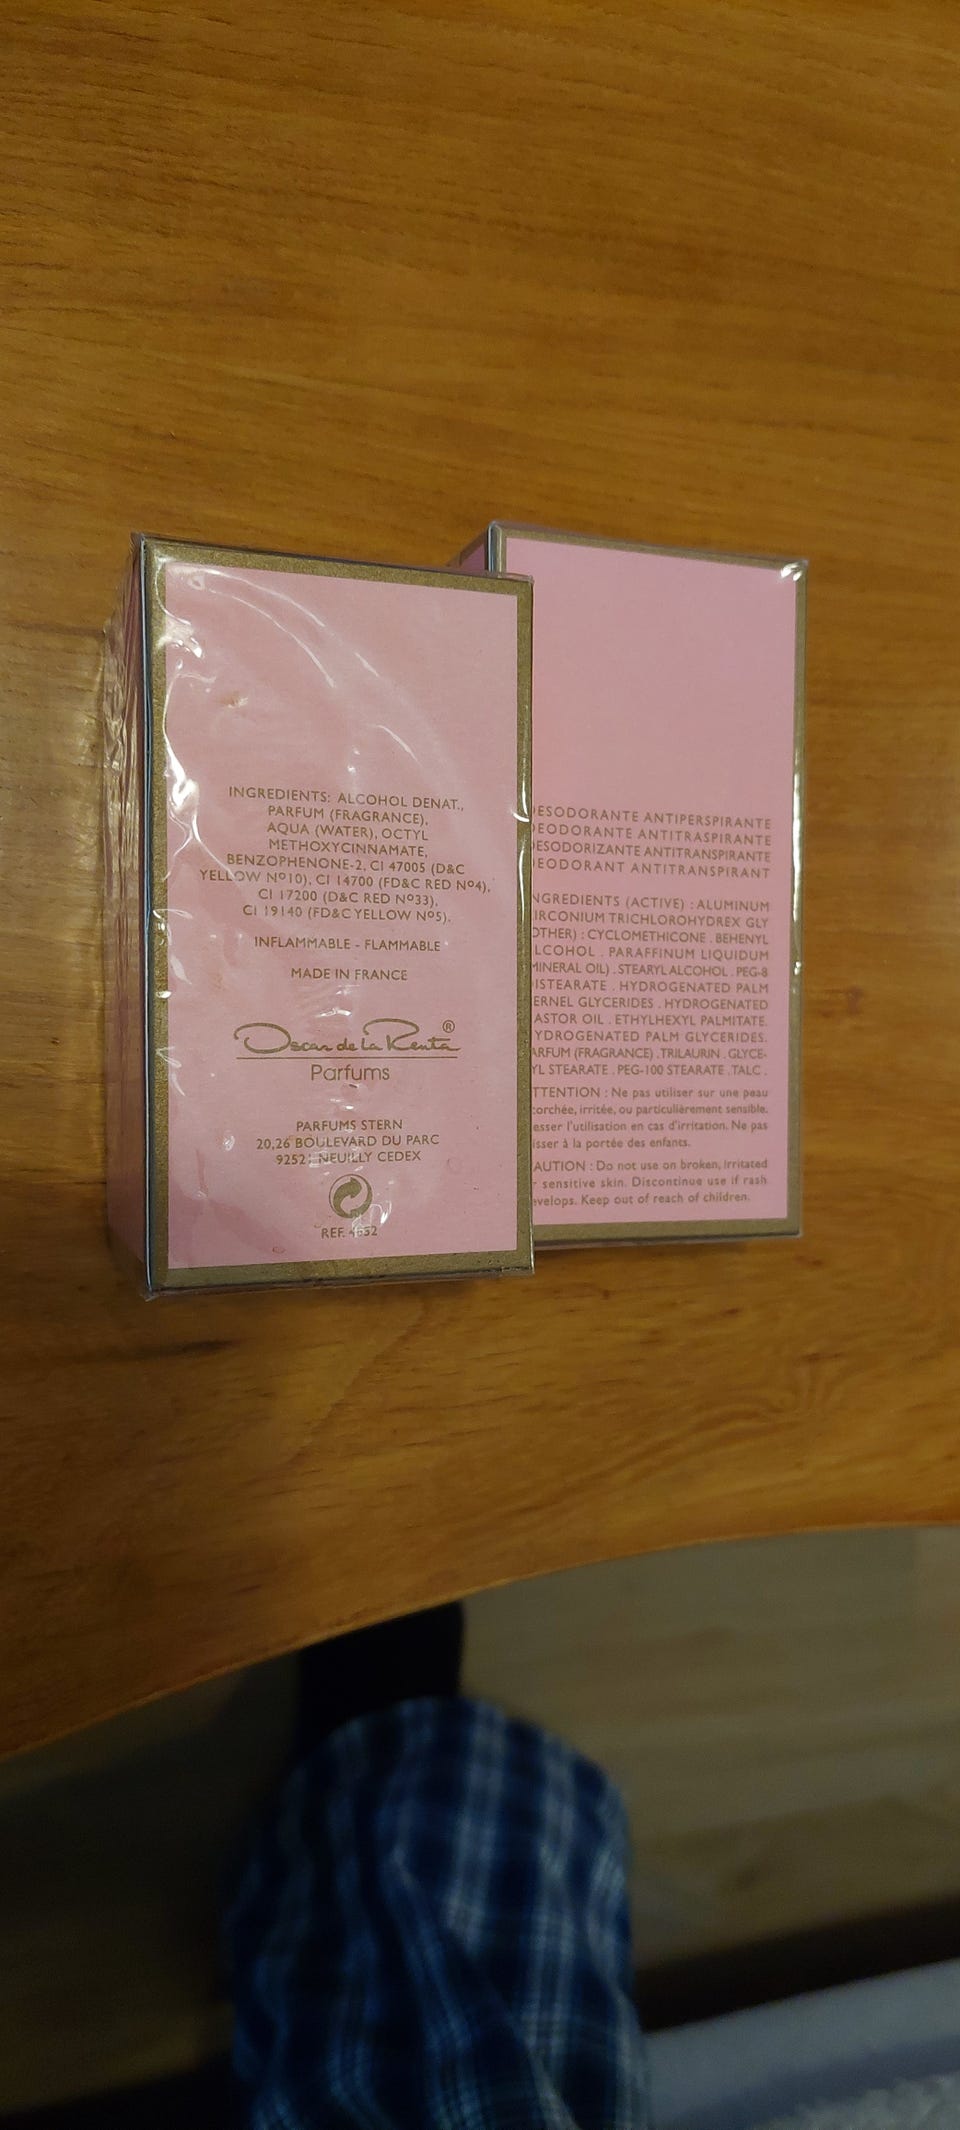 INGREDIENTS: ALCOHOL DENAT.,
PARFUM (FRAGRANCE),
AQUA (WATER), OCTYL
METHOXYCINNAMATE,
BENZOPHENONE-2, CI 47005 (D&C
YELLOW Nº10), CI 14700 (FD&C RED Nº4),
CI 17200 (D&C RED Nº33),
CI 19140 (FD&C YELLOW Nº5).
INFLAMMABLE - FLAMMABLE
MADE IN FRANCE
Oscar de la Renta ®
Parfums
PARFUMS STERN
20,26 BOULEVARD DU PARC
NEUILLY CEDEX
REF.
ESODORANTE ANTIPERSPIRANTE
EODORANTE ANTITRASPIRANTE
ESODORIZANTE ANTITRANSPIRANTE
EODORANT ANTITRANSPIRANT
NGREDIENTS (ACTIVE) : ALUMINUM
IRCONIUM TRICHLOROHYDREX GLY
OTHER) : CYCLOMETHICONE . BEHENYL
LCOHOL . PARAFFINUM LIQUIDUM
MINERAL OIL) . STEARYL ALCOHOL . PEG-8
ISTEARATE . HYDROGENATED PALM
ERNEL GLYCERIDES . HYDROGENATED
ASTOR OIL . ETHYLHEXYL PALMITATE.
YDROGENATED PALM GLYCERIDES.
ARFUM (FRAGRANCE) . TRILAURIN . GLYCE-
YL STEARATE . PEG-100 STEARATE . TALC .
TTENTION : Ne pas utiliser sur une peau
corchée, irritée, ou particulièrement sensible.
esser l'utilisation en cas d'irritation. Ne pas
isser à la portée des enfants.
AUTION : Do not use on broken, irritated
r sensitive skin. Discontinue use if rash
evelops. Keep out of reach of children.